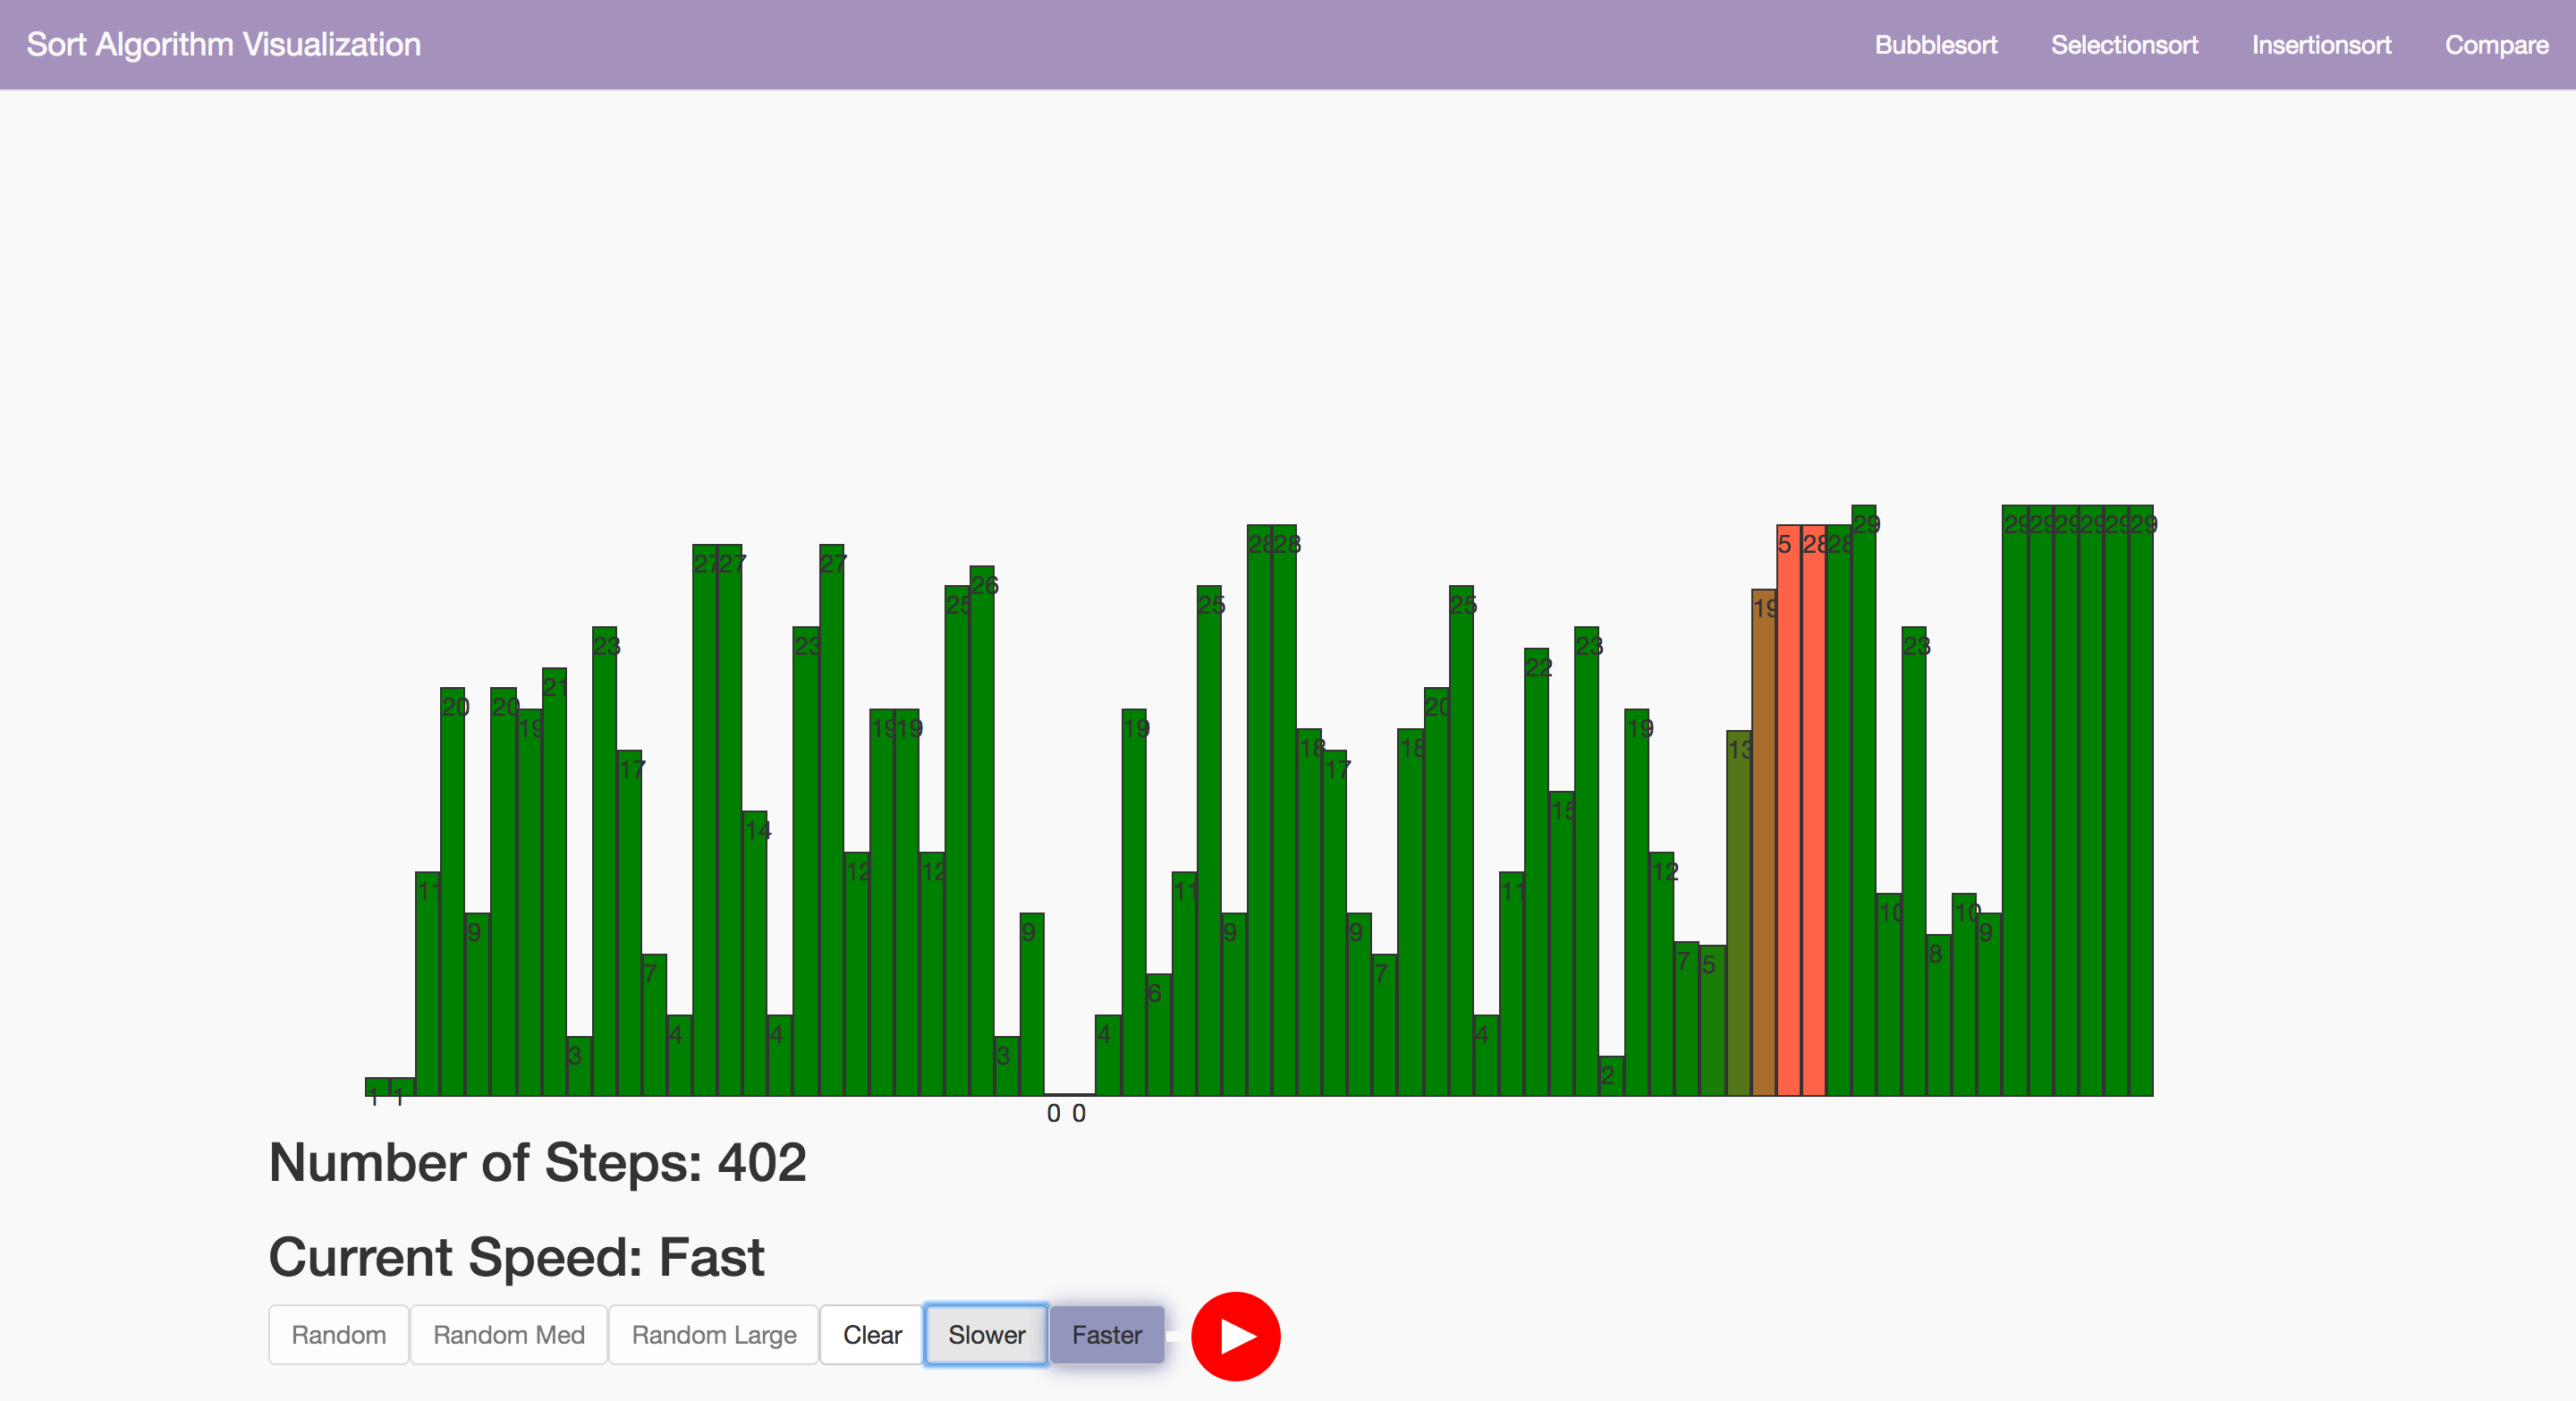 Sort Algorithm Visualization Bubblesort Selectionsort Insertionsort Compare
1 1 11 20 9 20 19 21 3 23 17 7 4 27 27 14 4 23 27 12 19 19 12 25 26 3 9 0 0 4 19 6 11 25 9 28 28 18 17 9 7 18 20 25 4 11 22 15 23 2 19 12 7 5 13 19 5 28 28 29 10 23 8 10 9 29 29 29 29 29 29
Number of Steps: 402
Current Speed: Fast
Random Random Med Random Large Clear Slower Faster